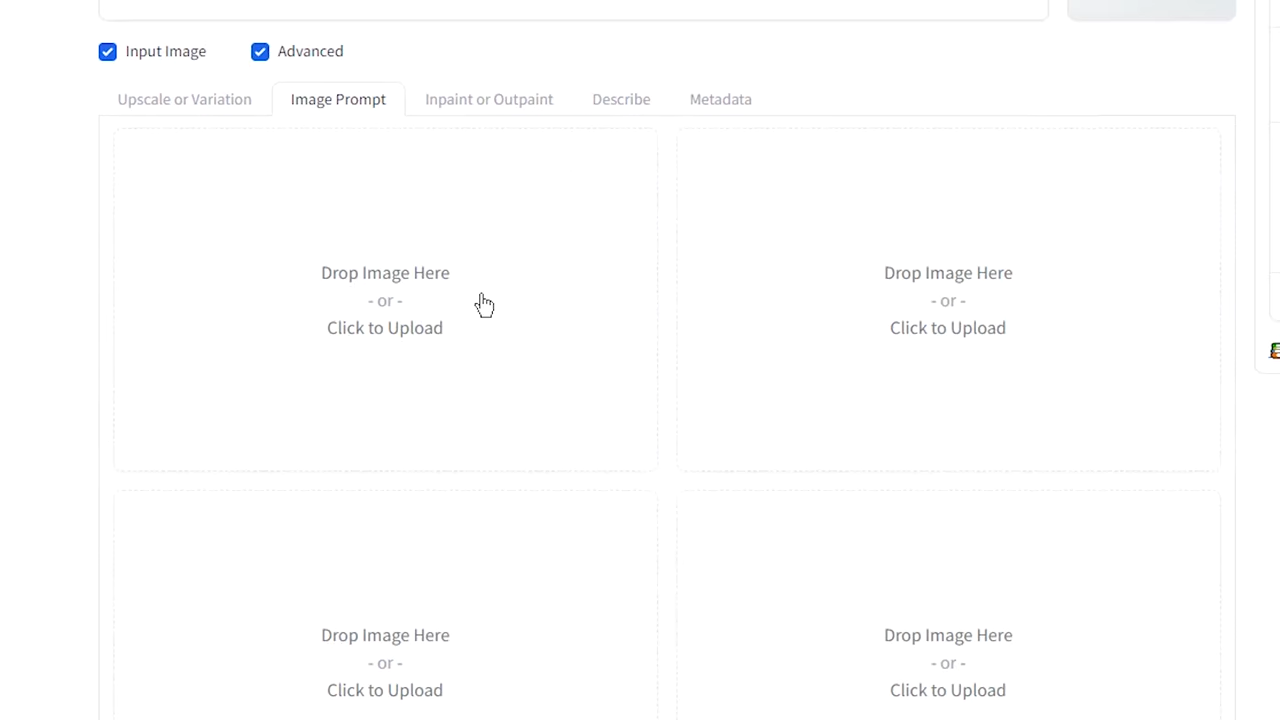 Input Image Advanced
Upscale or Variation Image Prompt Inpaint or Outpaint Describe Metadata
Drop Image Here
- or -
Click to Upload
Drop Image Here
- or -
Click to Upload
Drop Image Here
- or -
Click to Upload
Drop Image Here
- or -
Click to Upload